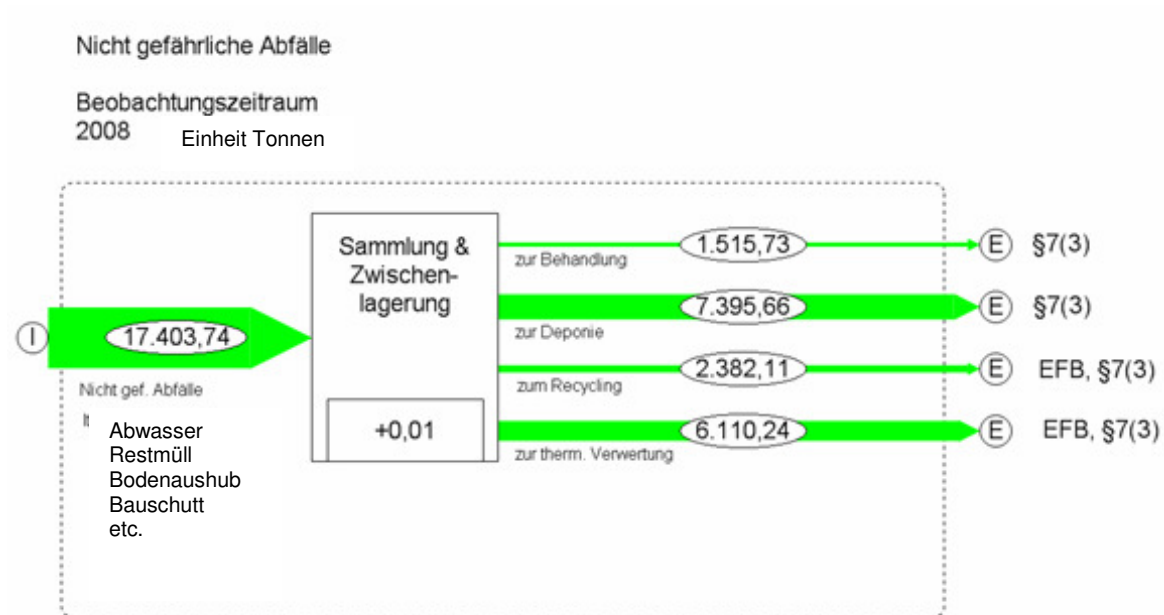 Nicht gefährliche Abfälle
Beobachtungszeitraum
2008 Einheit Tonnen
Sammlung &
Zwischen-
lagerung
+0,01
I
17.403,74
Nicht gef. Abfälle
Abwasser
Restmüll
Bodenaushub
Bauschutt
etc.
1.515,73
zur Behandlung
E §7(3)
7.395,66
zur Deponie
E §7(3)
2.382,11
zum Recycling
E EFB, §7(3)
6.110,24
zur therm. Verwertung
E EFB, §7(3)